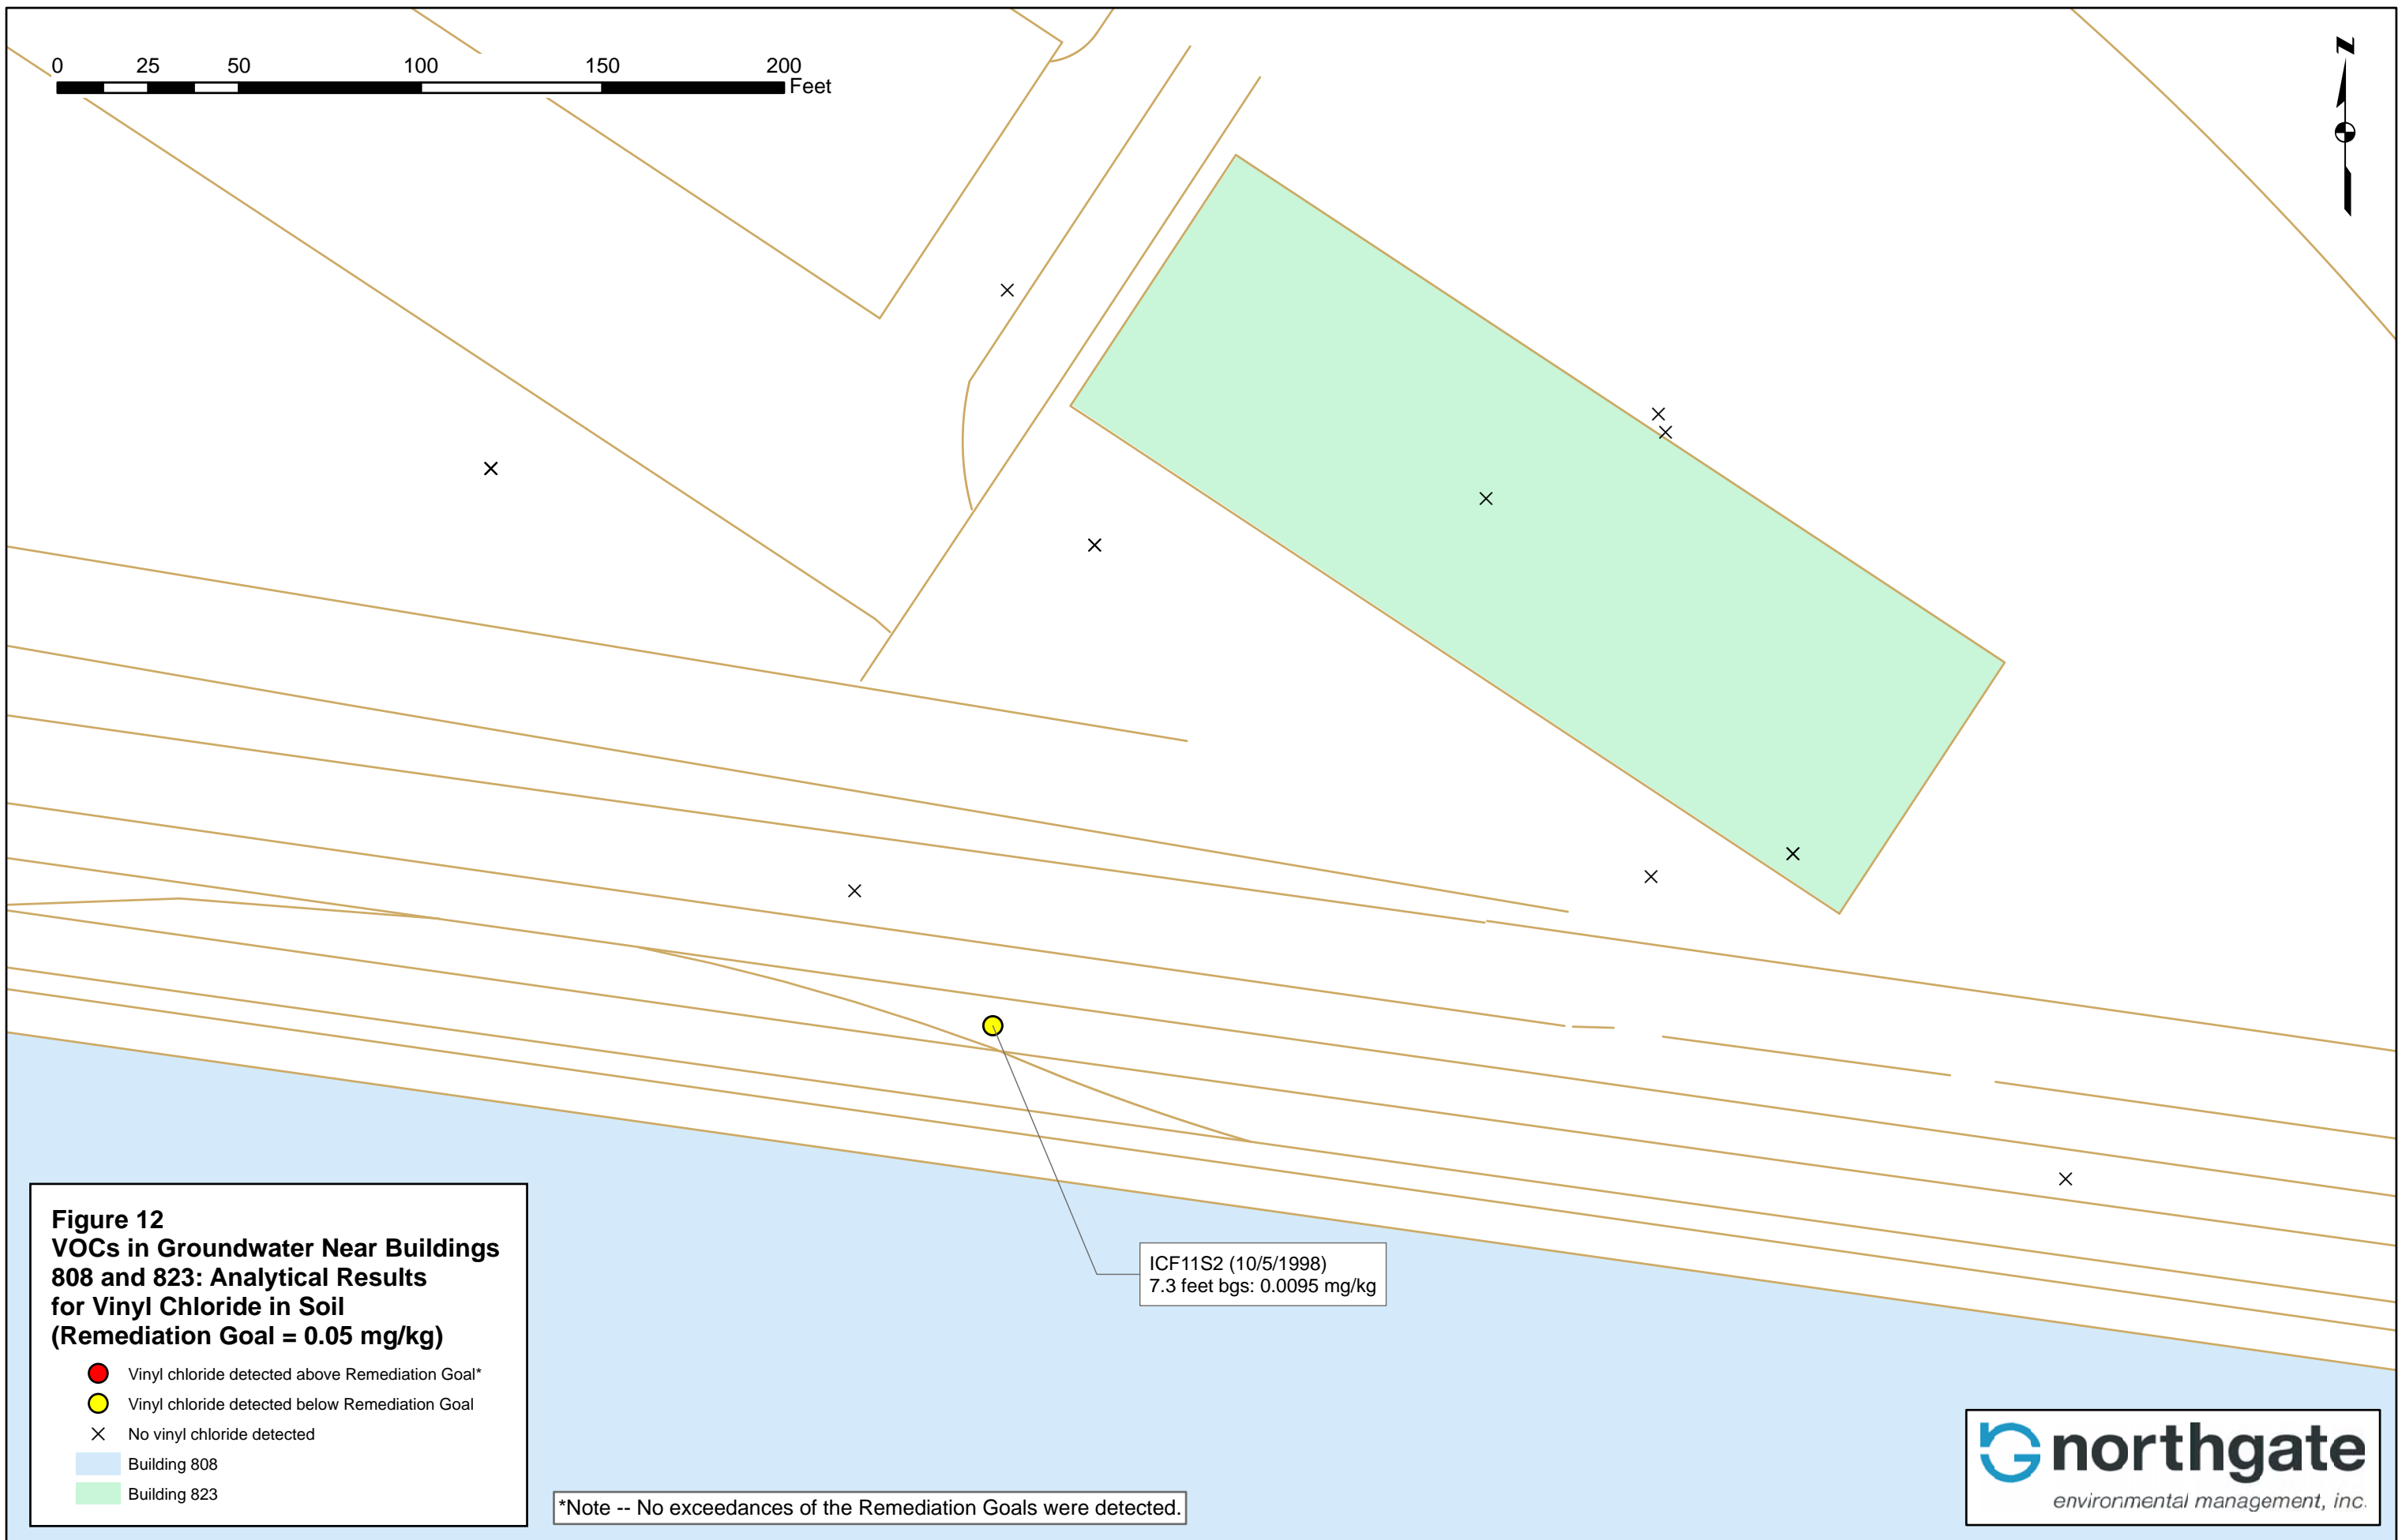 0 25 50 100 150 200
Feet
N
ICF11S2 (10/5/1998)
7.3 feet bgs: 0.0095 mg/kg
Figure 12
VOCs in Groundwater Near Buildings
808 and 823: Analytical Results
for Vinyl Chloride in Soil
(Remediation Goal = 0.05 mg/kg)
Vinyl chloride detected above Remediation Goal*
Vinyl chloride detected below Remediation Goal
No vinyl chloride detected
Building 808
Building 823
*Note -- No exceedances of the Remediation Goals were detected.
northgate
environmental management, inc.